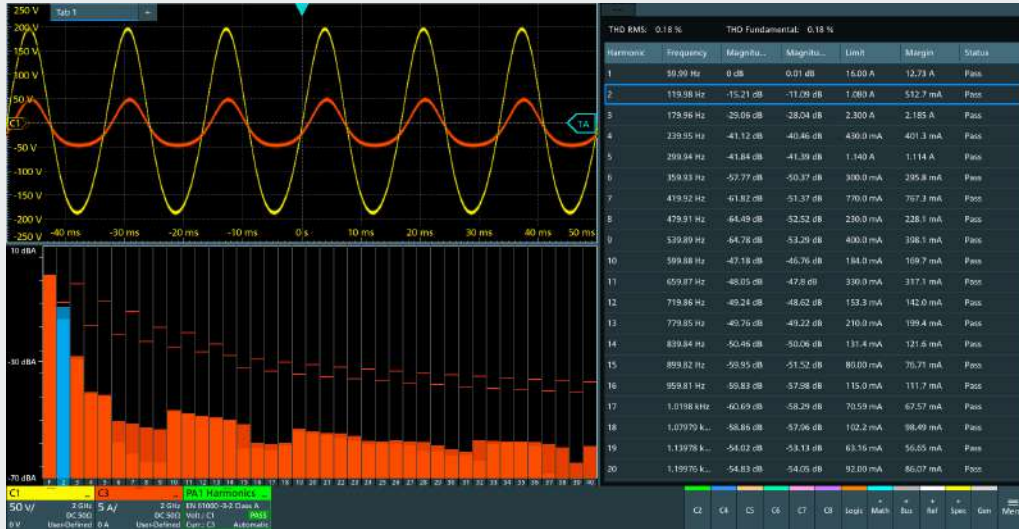 250 V
Tab 1
+
200 V
150 V
100 V
50 V
C1
1A
-50 V
-100 V
-150 V
-200 V
-250 V
-40 ms -30 ms -20 ms -10 ms 0 s 10 ms 20 ms 30 ms 40 ms 50 ms
10 dBA
-30 dBA
-70 dBA
THD RMS: 0.18 % THD Fundamental: 0.18 %
Harmonic Frequency Magnitu... Magnitu... Limit Margin Status
1 59.99 Hz 0 dB 0.01 dB 16.00 A 12.73 A Pass
2 119.98 Hz -15.21 dB -11.09 dB 1.080 A 512.7 mA Pass
3 179.96 Hz -29.06 dB -28.04 dB 2.300 A 2.185 A Pass
4 239.95 Hz -41.12 dB -40.46 dB 430.0 mA 401.3 mA Pass
5 299.94 Hz -41.84 dB -41.39 dB 1.140 A 1.114 A Pass
6 359.93 Hz -57.77 dB -50.37 dB 300.0 mA 295.8 mA Pass
7 419.92 Hz -61.82 dB -51.37 dB 770.0 mA 767.3 mA Pass
8 479.91 Hz -64.49 dB -52.52 dB 230.0 mA 228.1 mA Pass
9 539.89 Hz -64.78 dB -53.29 dB 400.0 mA 398.1 mA Pass
10 599.88 Hz -47.18 dB -46.76 dB 184.0 mA 169.7 mA Pass
11 659.87 Hz -48.05 dB -47.8 dB 330.0 mA 317.1 mA Pass
12 719.86 Hz -49.24 dB -48.62 dB 153.3 mA 142.0 mA Pass
13 779.85 Hz -49.76 dB -49.22 dB 210.0 mA 199.4 mA Pass
14 839.84 Hz -50.46 dB -50.06 dB 131.4 mA 121.6 mA Pass
15 899.82 Hz -59.95 dB -51.52 dB 80.00 mA 76.71 mA Pass
16 959.81 Hz -59.83 dB -57.98 dB 115.0 mA 111.7 mA Pass
17 1.0198 kHz -60.69 dB -58.29 dB 70.59 mA 67.57 mA Pass
18 1.07979 k... -58.86 dB -57.96 dB 102.2 mA 98.49 mA Pass
19 1.13978 k... -54.02 dB -53.13 dB 63.16 mA 56.65 mA Pass
20 1.19976 k... -54.83 dB -54.05 dB 92.00 mA 86.07 mA Pass
C1 C3 PA1 Harmonics
50 V/ 2 GHz 5 A/ 2 GHz EN 61000-3-2 Class A
DC 50Ω DC 50Ω Volt.: C1 PASS
0 V User-Defined 0 A User-Defined Curr.: C3 Automatic
C2 C4 C5 C6 C7 C8 Logic Math Bus Ref Spec Gen Menu